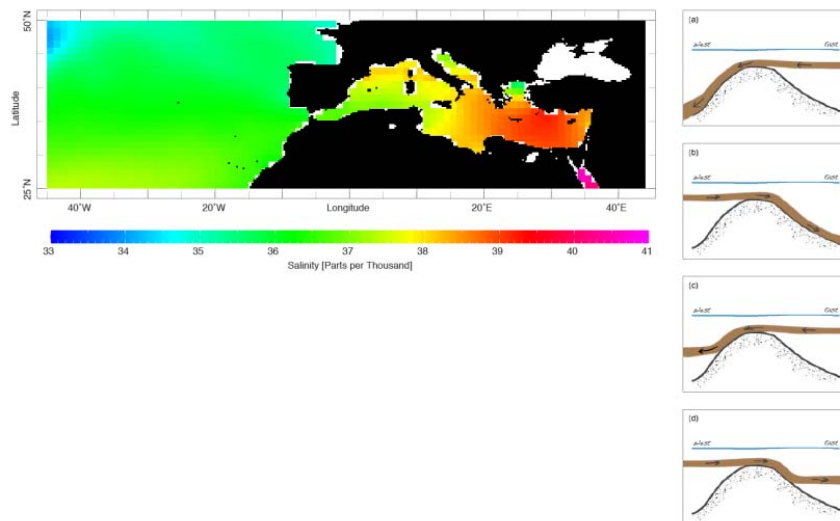 50˚N
Latitude
25˚N
40˚W 20˚W Longitude 20˚E 40˚E
33 34 35 36 37 38 39 40 41
Salinity [Parts per Thousand]
(a)
West East
(b)
West East
(c)
West East
(d)
West East